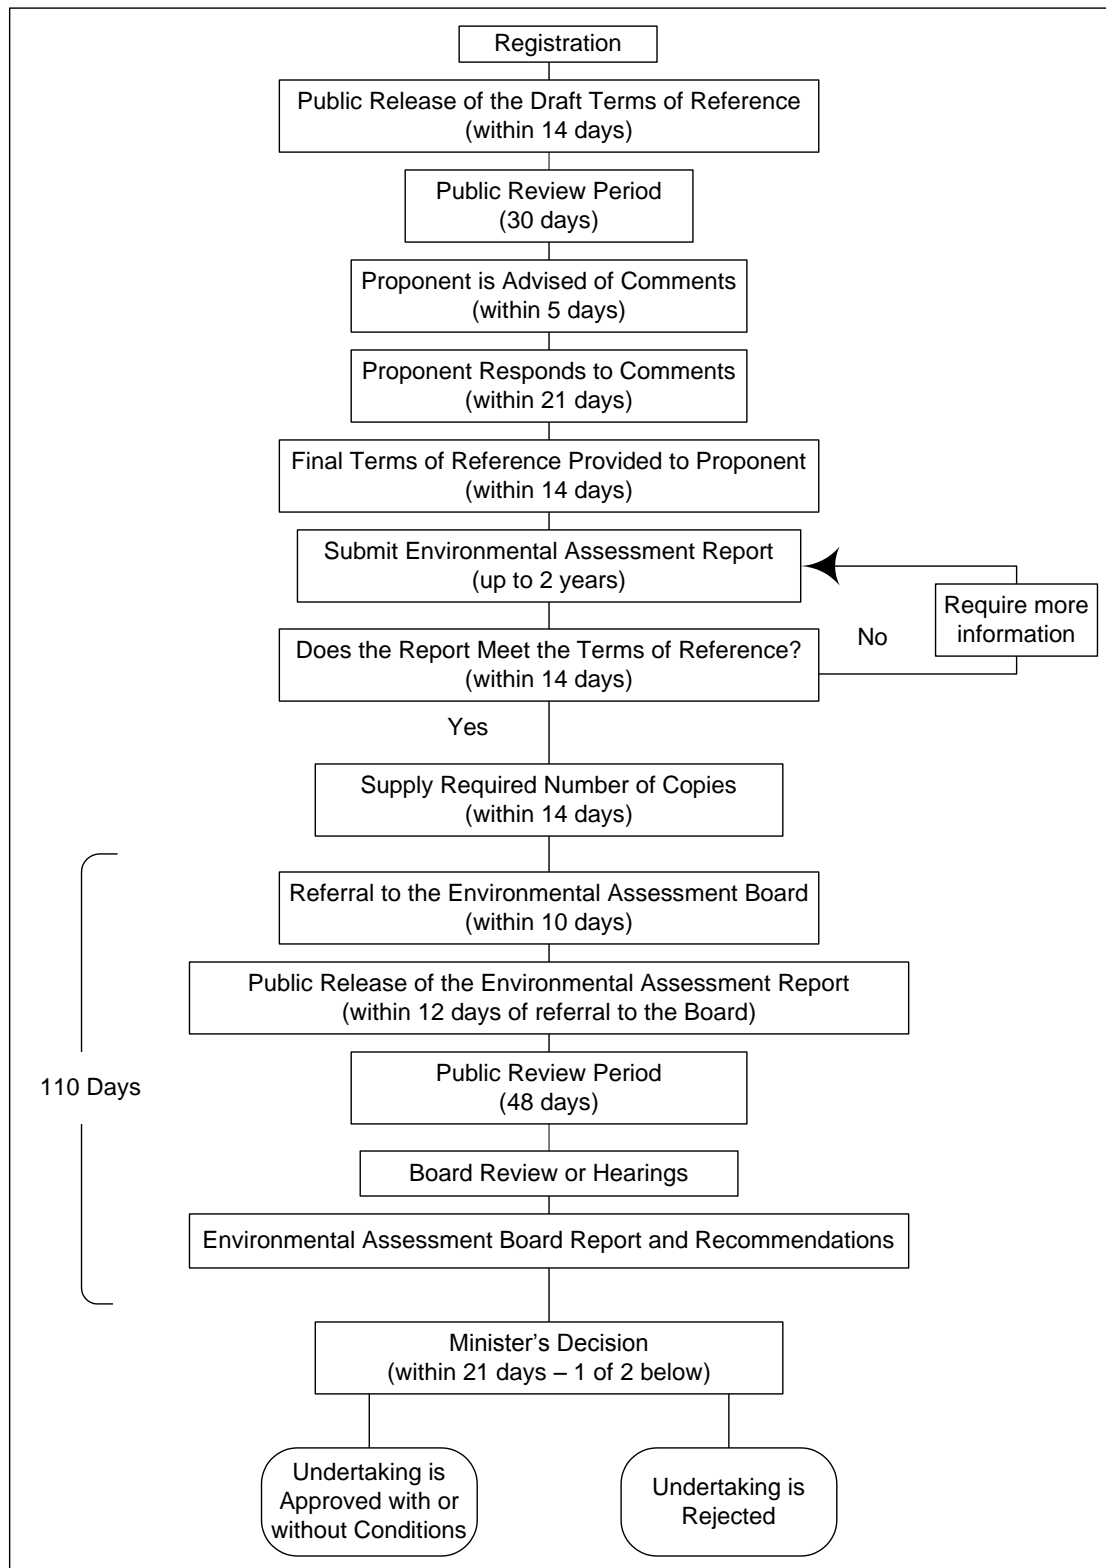 Registration
Public Release of the Draft Terms of Reference
(within 14 days)
Public Review Period
(30 days)
Proponent is Advised of Comments
(within 5 days)
Proponent Responds to Comments
(within 21 days)
Final Terms of Reference Provided to Proponent
(within 14 days)
Submit Environmental Assessment Report
(up to 2 years)
Require more
information
No
Does the Report Meet the Terms of Reference?
(within 14 days)
Yes
Supply Required Number of Copies
(within 14 days)
Referral to the Environmental Assessment Board
(within 10 days)
Public Release of the Environmental Assessment Report
(within 12 days of referral to the Board)
110 Days
Public Review Period
(48 days)
Board Review or Hearings
Environmental Assessment Board Report and Recommendations
Minister’s Decision
(within 21 days – 1 of 2 below)
Undertaking is
Approved with or
without Conditions
Undertaking is
Rejected